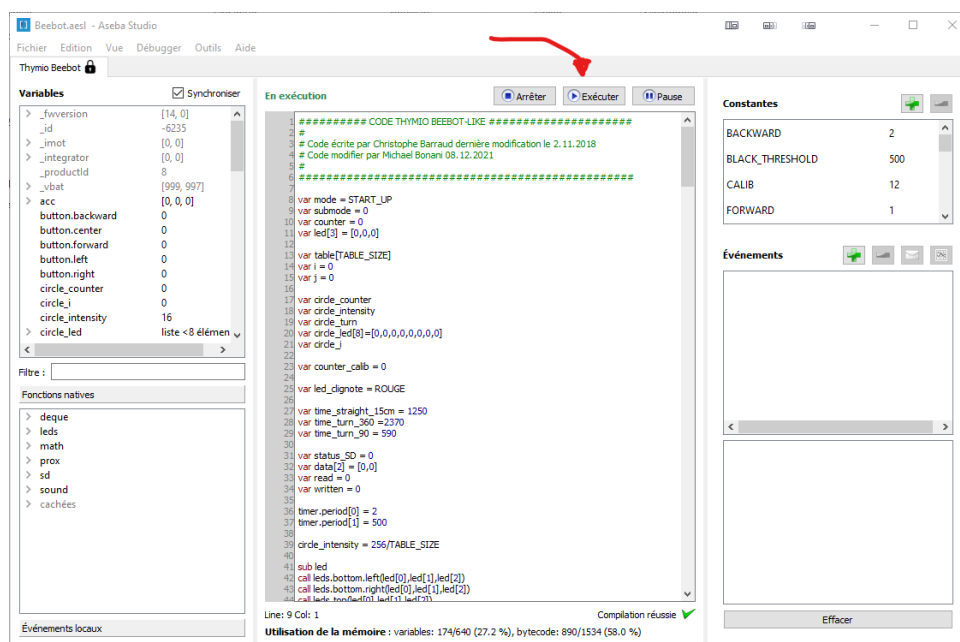 Beebot.aesl - Aseba Studio
Fichier Edition Vue Débugger Outils Aide
Thymio Beebot
Variables
Synchroniser
> _fwversion [14, 0]
_id -6235
> _imot [0, 0]
> _integrator [0, 0]
_productId 8
> _vbat [999, 997]
> acc [0, 0, 0]
button.backward 0
button.center 0
button.forward 0
button.left 0
button.right 0
circle_counter 0
circle_i 0
circle_intensity 16
> circle_led liste <8 élémen
Filtre :
Fonctions natives
> deque
> leds
> math
> prox
> sd
> sound
> cachées
Événements locaux
En exécution
Arrêter
Exécuter
Pause
1 ########## CODE THYMIO BEEBOT-LIKE #####################
2 #
3 # Code écrite par Christophe Barraud dernière modification le 2.11.2018
4 # Code modifier par Michael Bonani 08.12.2021
5 #
6 #################################################
7
8 var mode = START_UP
9 var submode = 0
10 var counter = 0
11 var led[3] = [0,0,0]
12
13 var table[TABLE_SIZE]
14 var i = 0
15 var j = 0
16
17 var circle_counter
18 var circle_intensity
19 var circle_turn
20 var circle_led[8]=[0,0,0,0,0,0,0,0]
21 var circle_i
22
23 var counter_calib = 0
24
25 var led_clignote = ROUGE
26
27 var time_straight_15cm = 1250
28 var time_turn_360 =2370
29 var time_turn_90 = 590
30
31 var status_SD = 0
32 var data[2] = [0,0]
33 var read = 0
34 var written = 0
35
36 timer.period[0] = 2
37 timer.period[1] = 500
38
39 circle_intensity = 256/TABLE_SIZE
40
41 sub led
42 call leds.bottom.left(led[0],led[1],led[2])
43 call leds.bottom.right(led[0],led[1],led[2])
44 call leds.top(led[0],led[1],led[2])
Line: 9 Col: 1
Compilation réussie
Utilisation de la mémoire : variables: 174/640 (27.2 %), bytecode: 890/1534 (58.0 %)
Constantes
BACKWARD 2
BLACK_THRESHOLD 500
CALIB 12
FORWARD 1
Événements
Effacer